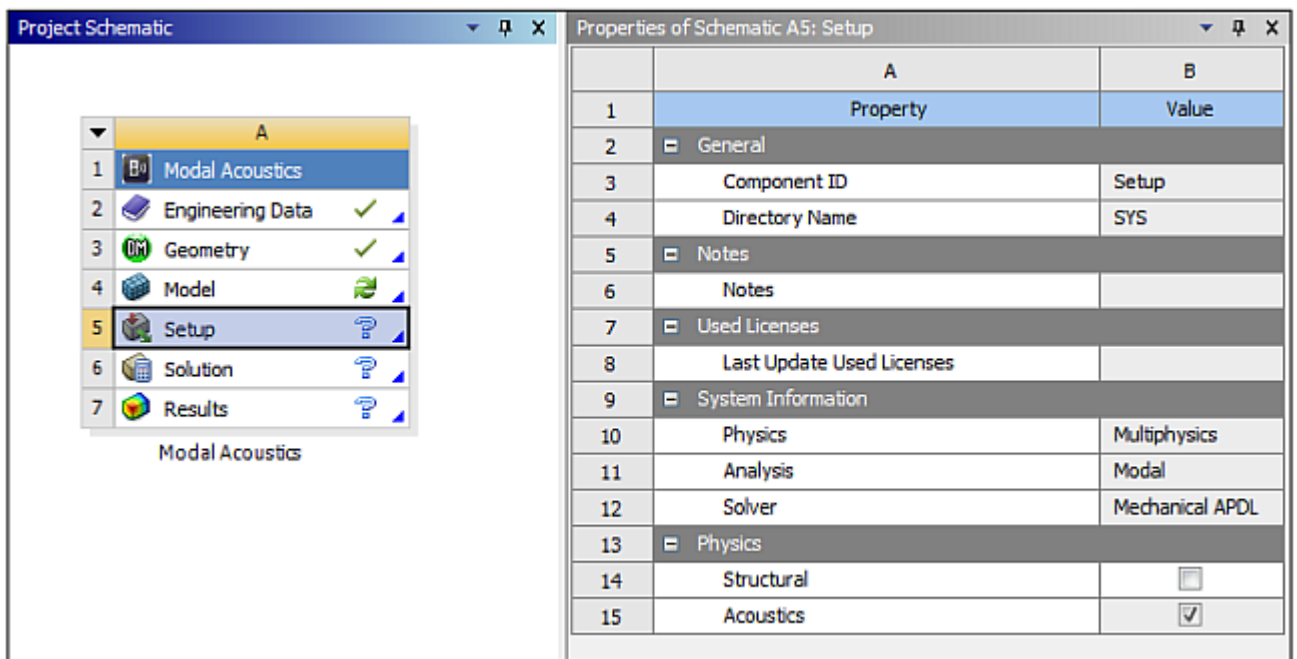 Project Schematic
A
1 Modal Acoustics
2 Engineering Data
3 Geometry
4 Model
5 Setup
6 Solution
7 Results
Modal Acoustics
Properties of Schematic A5: Setup
A B
1 Property Value
2 General
3 Component ID Setup
4 Directory Name SYS
5 Notes
6 Notes
7 Used Licenses
8 Last Update Used Licenses
9 System Information
10 Physics Multiphysics
11 Analysis Modal
12 Solver Mechanical APDL
13 Physics
14 Structural
15 Acoustics